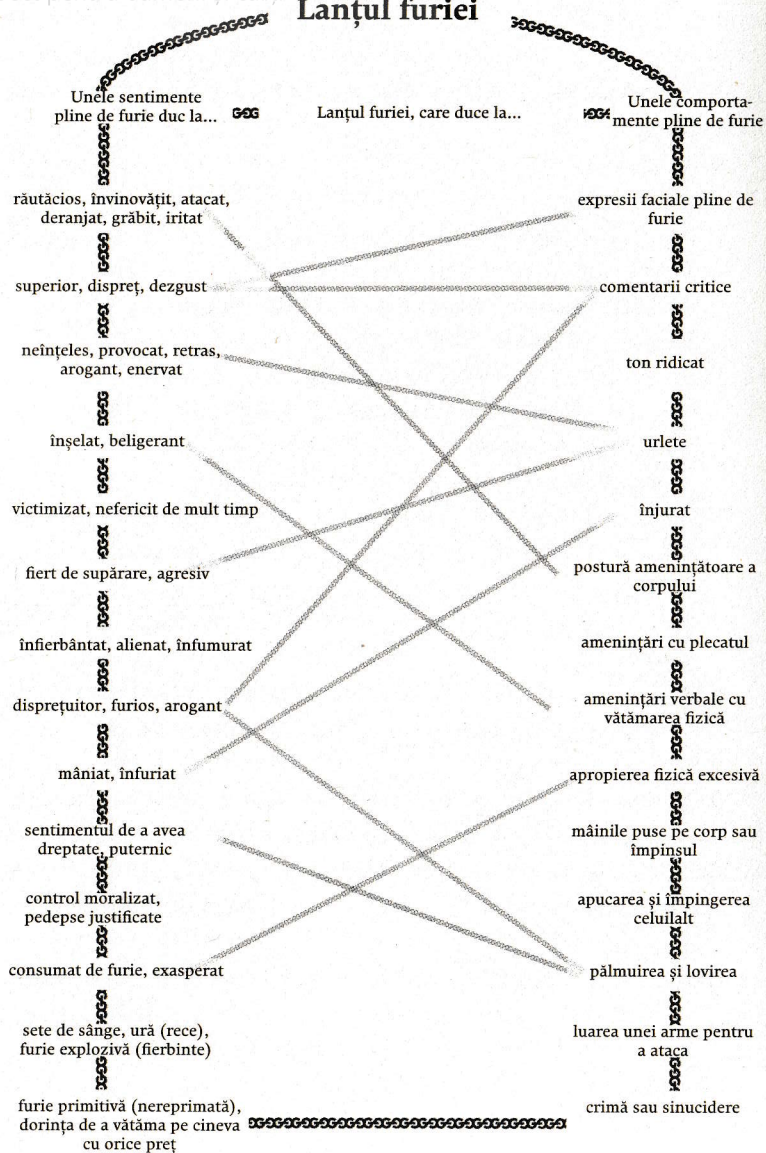 Lanțul furiei
Unele sentimente
pline de furie duc la...
Lanțul furiei, care duce la...
Unele comporta-
mente pline de furie
răutăcios, învinovățit, atacat,
deranjat, grăbit, iritat
expresii faciale pline de
furie
superior, dispreț, dezgust
comentarii critice
neînțeles, provocat, retras,
arogant, enervat
ton ridicat
înșelat, beligerant
urlete
victimizat, nefericit de mult timp
înjurat
fiert de supărare, agresiv
postură amenințătoare a
corpului
înfierbântat, alienat, înfumurat
amenințări cu plecatul
disprețuitor, furios, arogant
amenințări verbale cu
vătămarea fizică
mâniat, înfuriat
apropierea fizică excesivă
sentimentul de a avea
dreptate, puternic
mâinile puse pe corp sau
împinsul
control moralizat,
pedepse justificate
apucarea și împingerea
celuilalt
consumat de furie, exasperat
pălmuirea și lovirea
sete de sânge, ură (rece),
furie explozivă (fierbinte)
luarea unei arme pentru
a ataca
furie primitivă (nereprimată),
dorința de a vătăma pe cineva
cu orice preț
crimă sau sinucidere